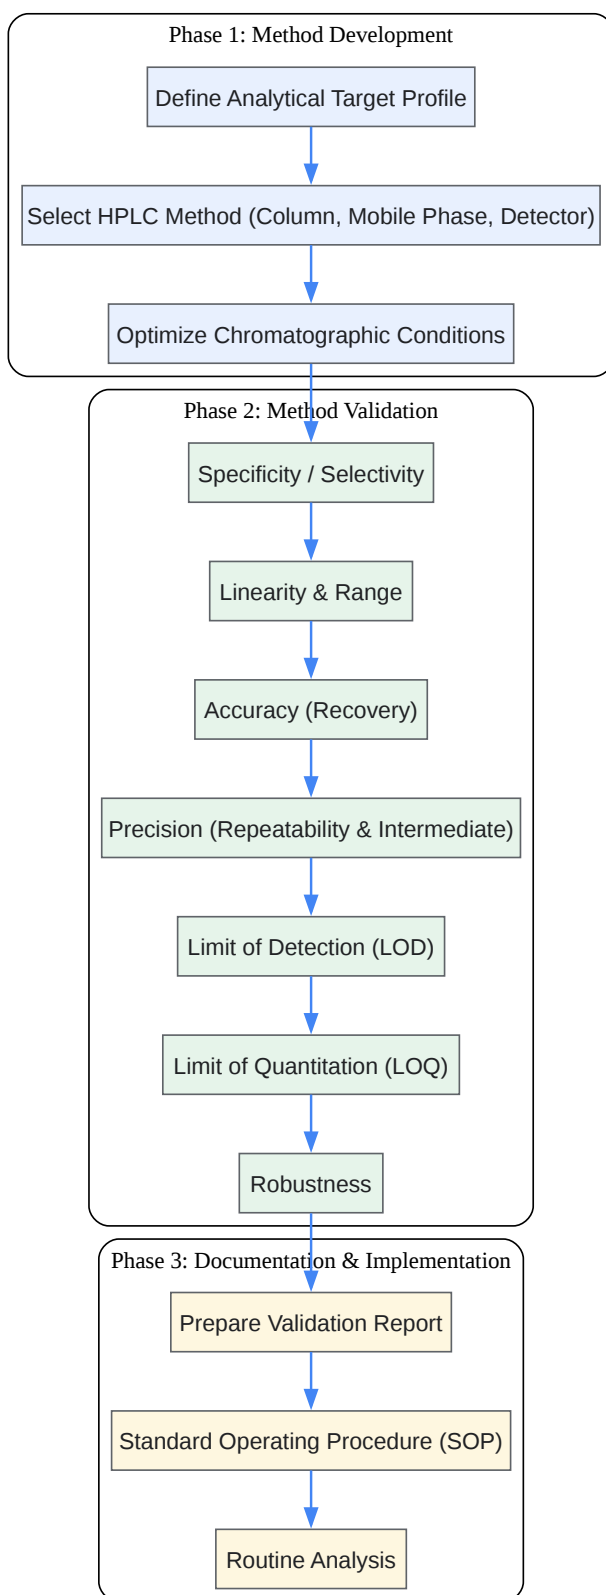 Phase 1: Method Development
Define Analytical Target Profile
Select HPLC Method (Column, Mobile Phase, Detector)
Optimize Chromatographic Conditions
Phase 2: Method Validation
Specificity / Selectivity
Linearity & Range
Accuracy (Recovery)
Precision (Repeatability & Intermediate)
Limit of Detection (LOD)
Limit of Quantitation (LOQ)
Robustness
Phase 3: Documentation & Implementation
Prepare Validation Report
Standard Operating Procedure (SOP)
Routine Analysis